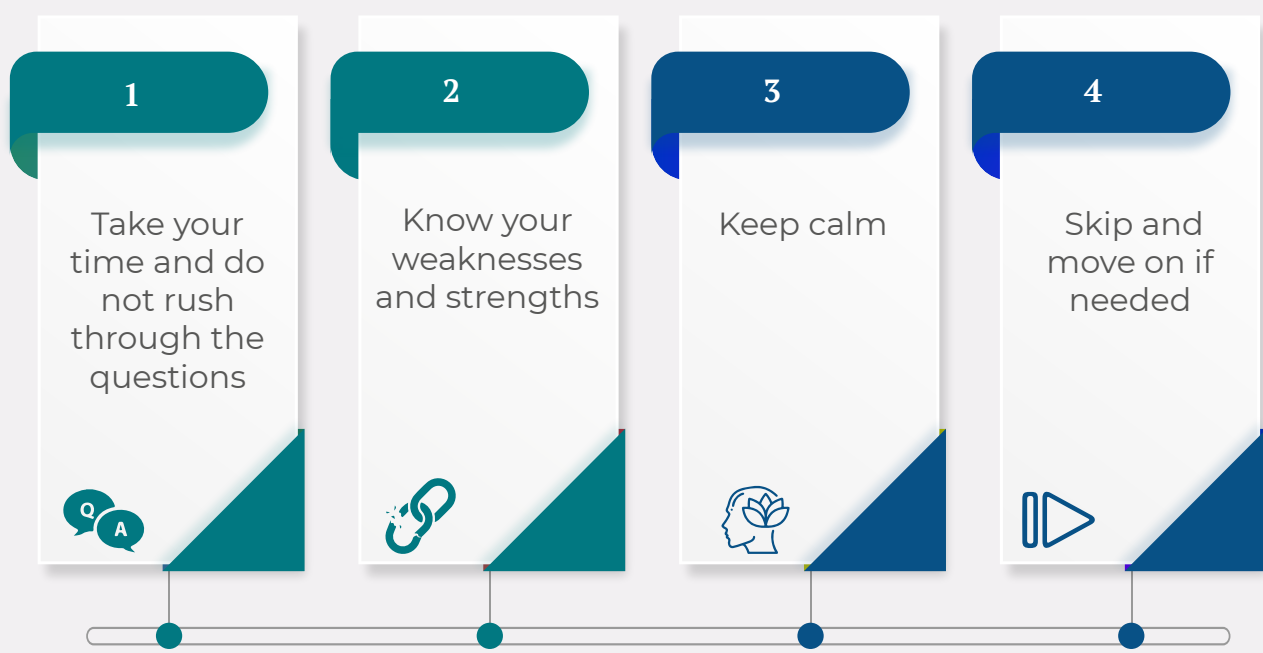 1
Take your
time and do
not rush
through the
questions
Q
A
2
Know your
weaknesses
and strengths
3
Keep calm
4
Skip and
move on if
needed